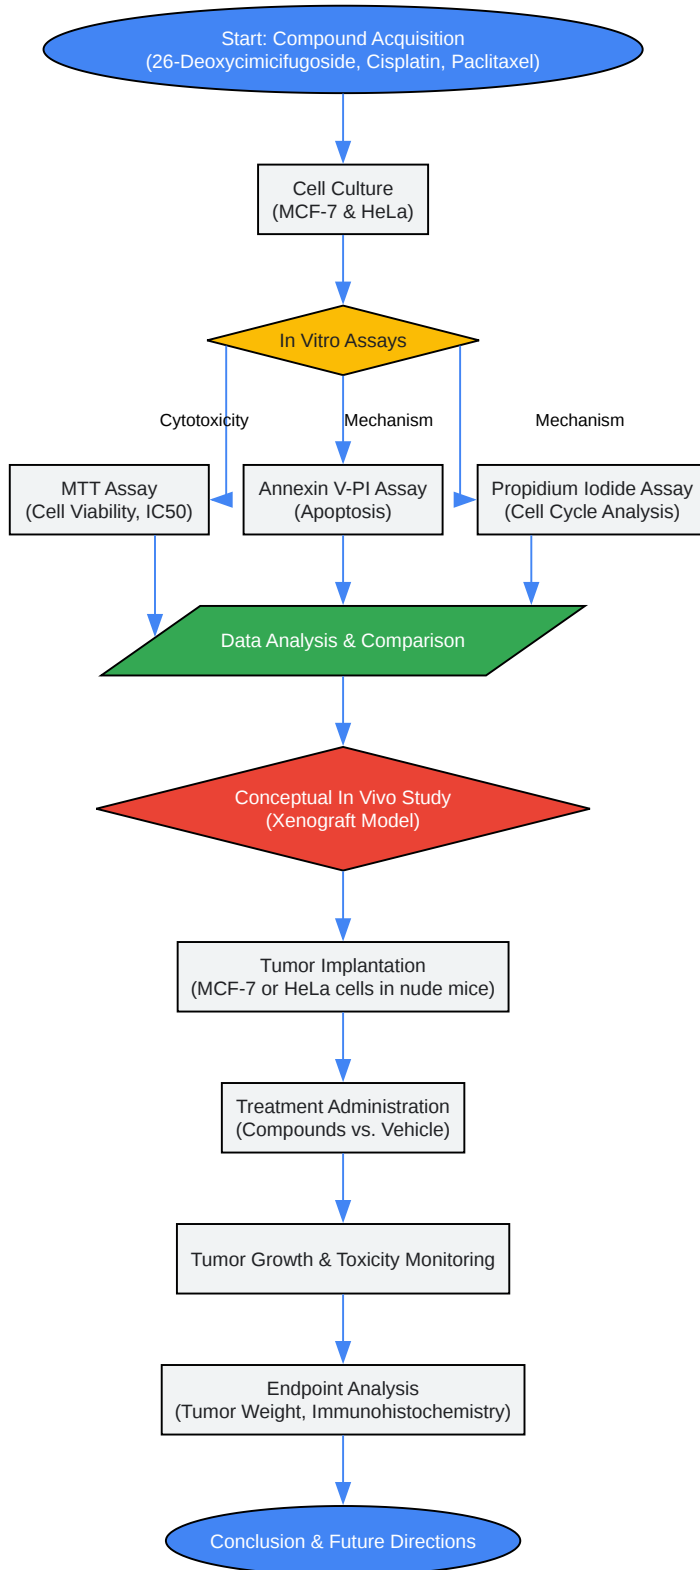 Start: Compound Acquisition
(26-Deoxycimicifugoside, Cisplatin, Paclitaxel)
Cell Culture
(MCF-7 & HeLa)
In Vitro Assays
Cytotoxicity
Mechanism
Mechanism
MTT Assay
(Cell Viability, IC50)
Annexin V-PI Assay
(Apoptosis)
Propidium Iodide Assay
(Cell Cycle Analysis)
Data Analysis & Comparison
Conceptual In Vivo Study
(Xenograft Model)
Tumor Implantation
(MCF-7 or HeLa cells in nude mice)
Treatment Administration
(Compounds vs. Vehicle)
Tumor Growth & Toxicity Monitoring
Endpoint Analysis
(Tumor Weight, Immunohistochemistry)
Conclusion & Future Directions